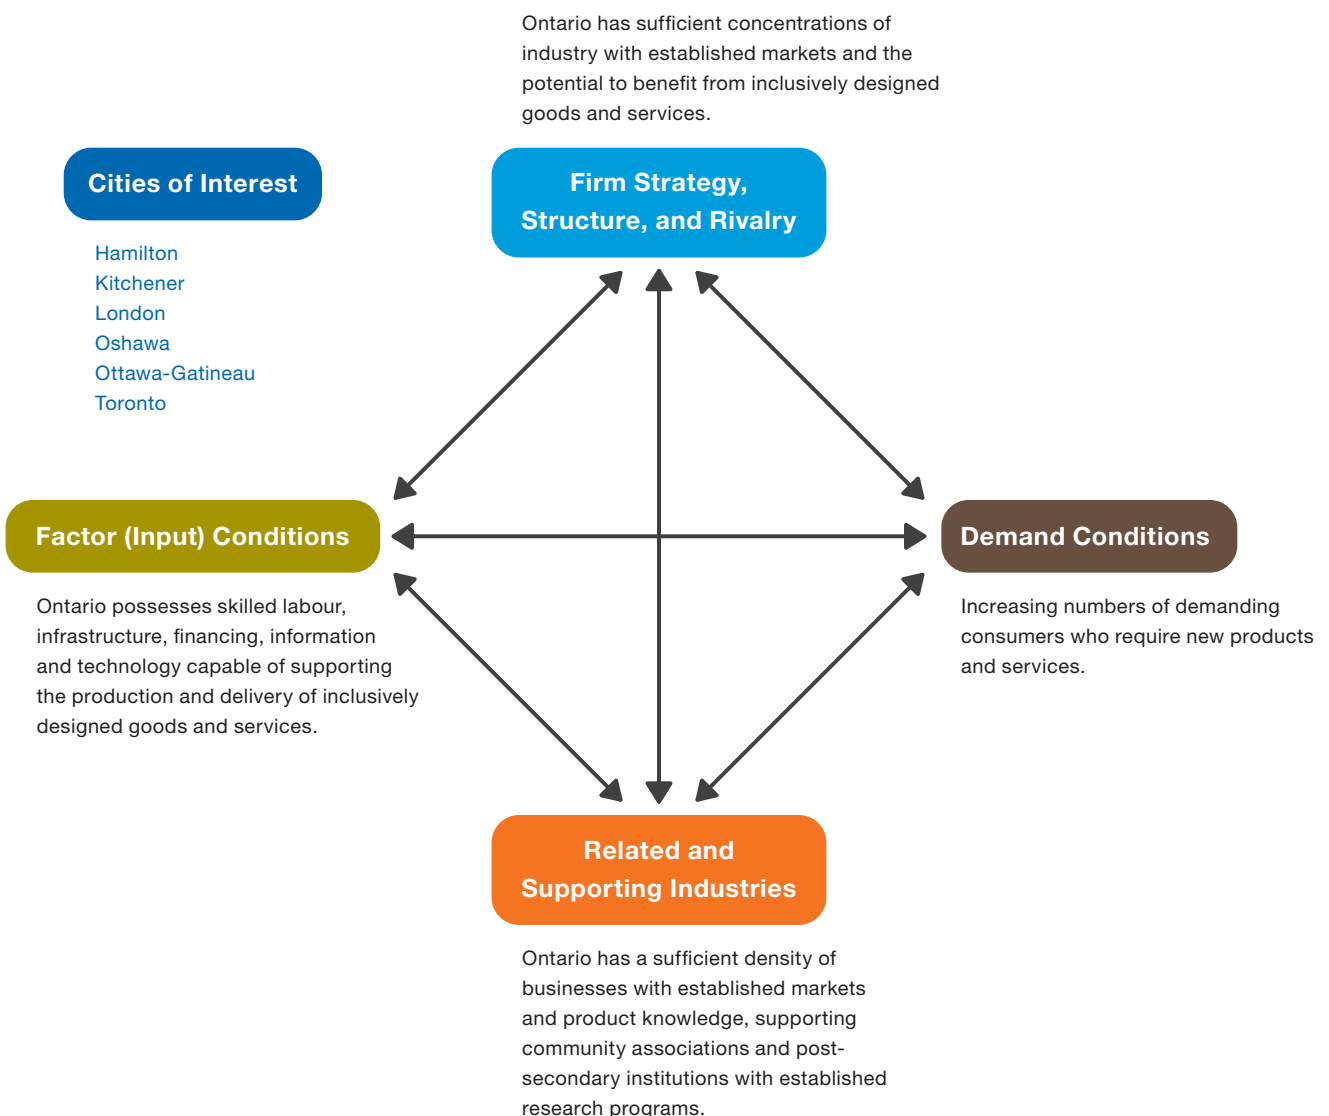 Ontario has sufficient concentrations of
industry with established markets and the
potential to benefit from inclusively designed
goods and services.
Cities of Interest
Hamilton
Kitchener
London
Oshawa
Ottawa-Gatineau
Toronto
Firm Strategy,
Structure, and Rivalry
Factor (Input) Conditions
Ontario possesses skilled labour,
infrastructure, financing, information
and technology capable of supporting
the production and delivery of inclusively
designed goods and services.
Demand Conditions
Increasing numbers of demanding
consumers who require new products
and services.
Related and
Supporting Industries
Ontario has a sufficient density of
businesses with established markets
and product knowledge, supporting
community associations and post-
secondary institutions with established
research programs.